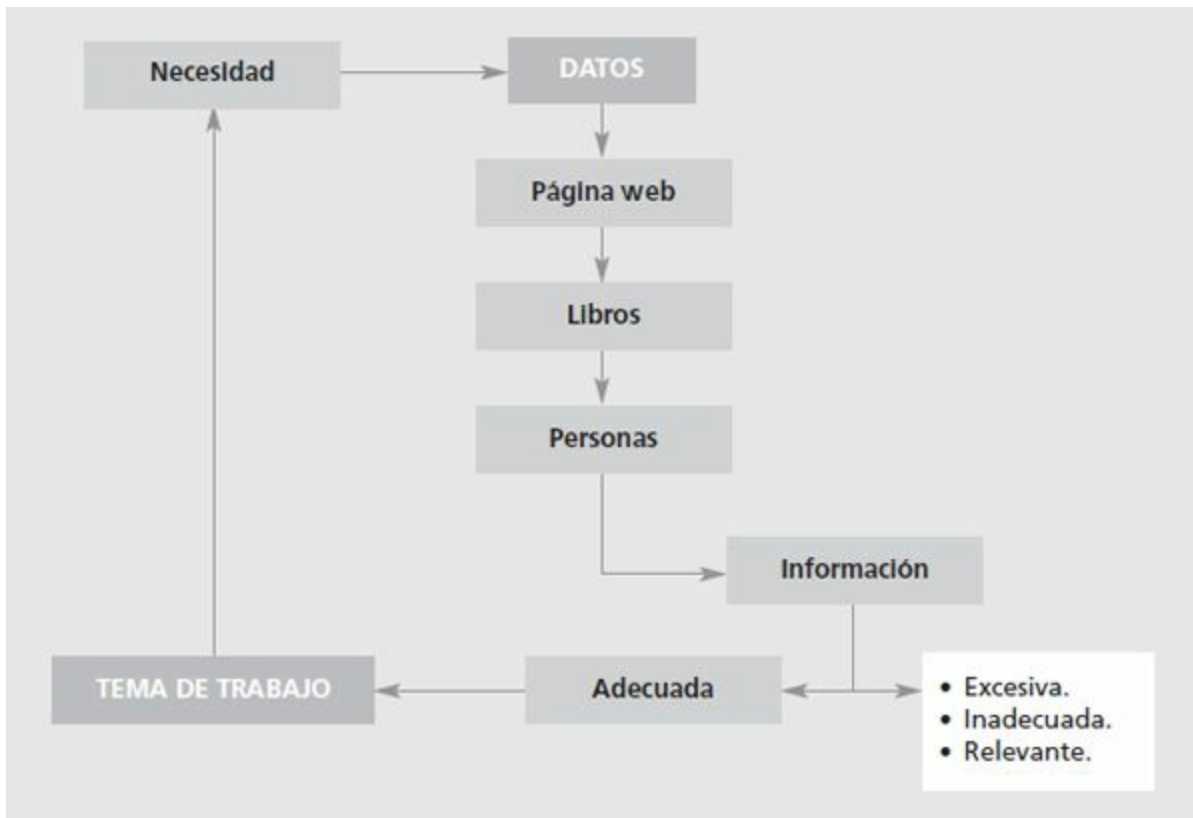 Necesidad
DATOS
Página web
Libros
Personas
Información
TEMA DE TRABAJO
Adecuada
• Excesiva.
• Inadecuada.
• Relevante.